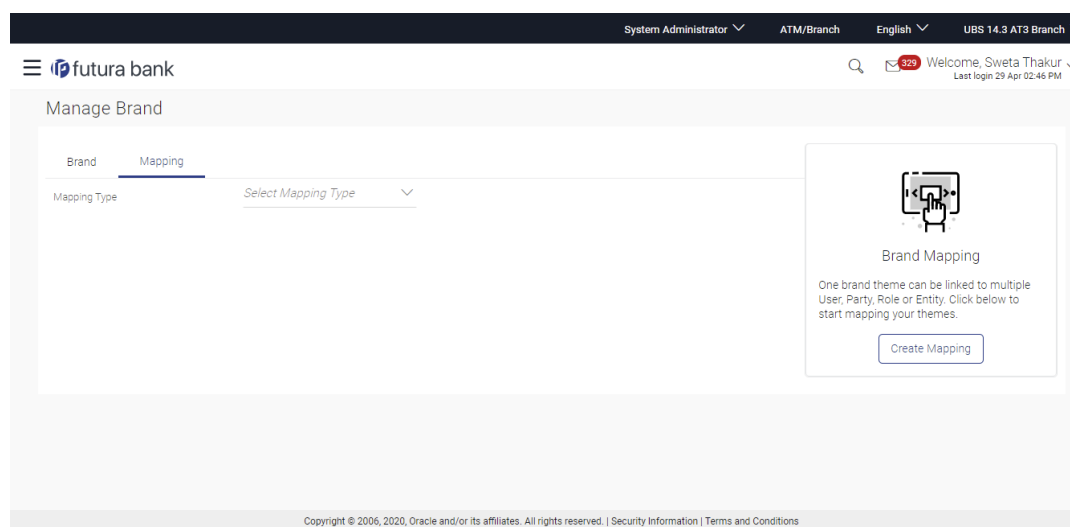 System Administrator ATM/Branch English UBS 14.3 AT3 Branch
futura bank 329 Welcome, Sweta Thakur
Last login 29 Apr 02:46 PM
Manage Brand
Brand Mapping
Mapping Type Select Mapping Type
Brand Mapping
One brand theme can be linked to multiple
User, Party, Role or Entity. Click below to
start mapping your themes.
Create Mapping
Copyright © 2006, 2020, Oracle and/or its affiliates. All rights reserved. | Security Information | Terms and Conditions